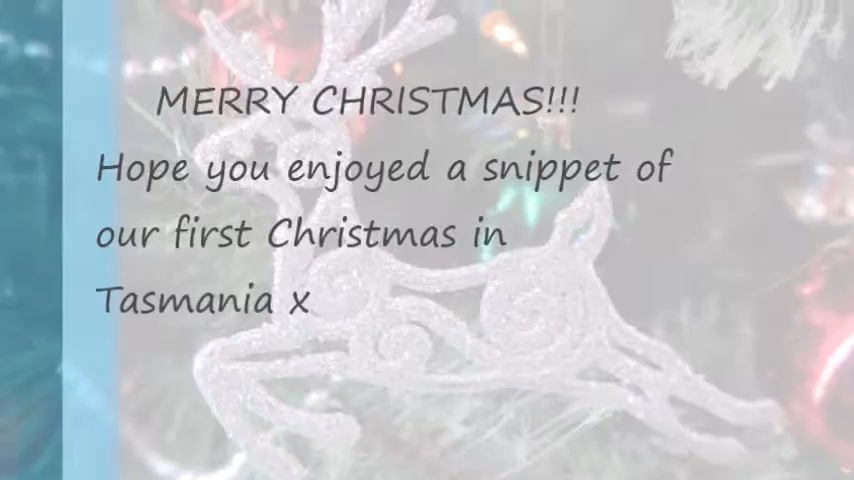 MERRY CHRISTMAS!!!
Hope you enjoyed a snippet of
our first Christmas in
Tasmania x